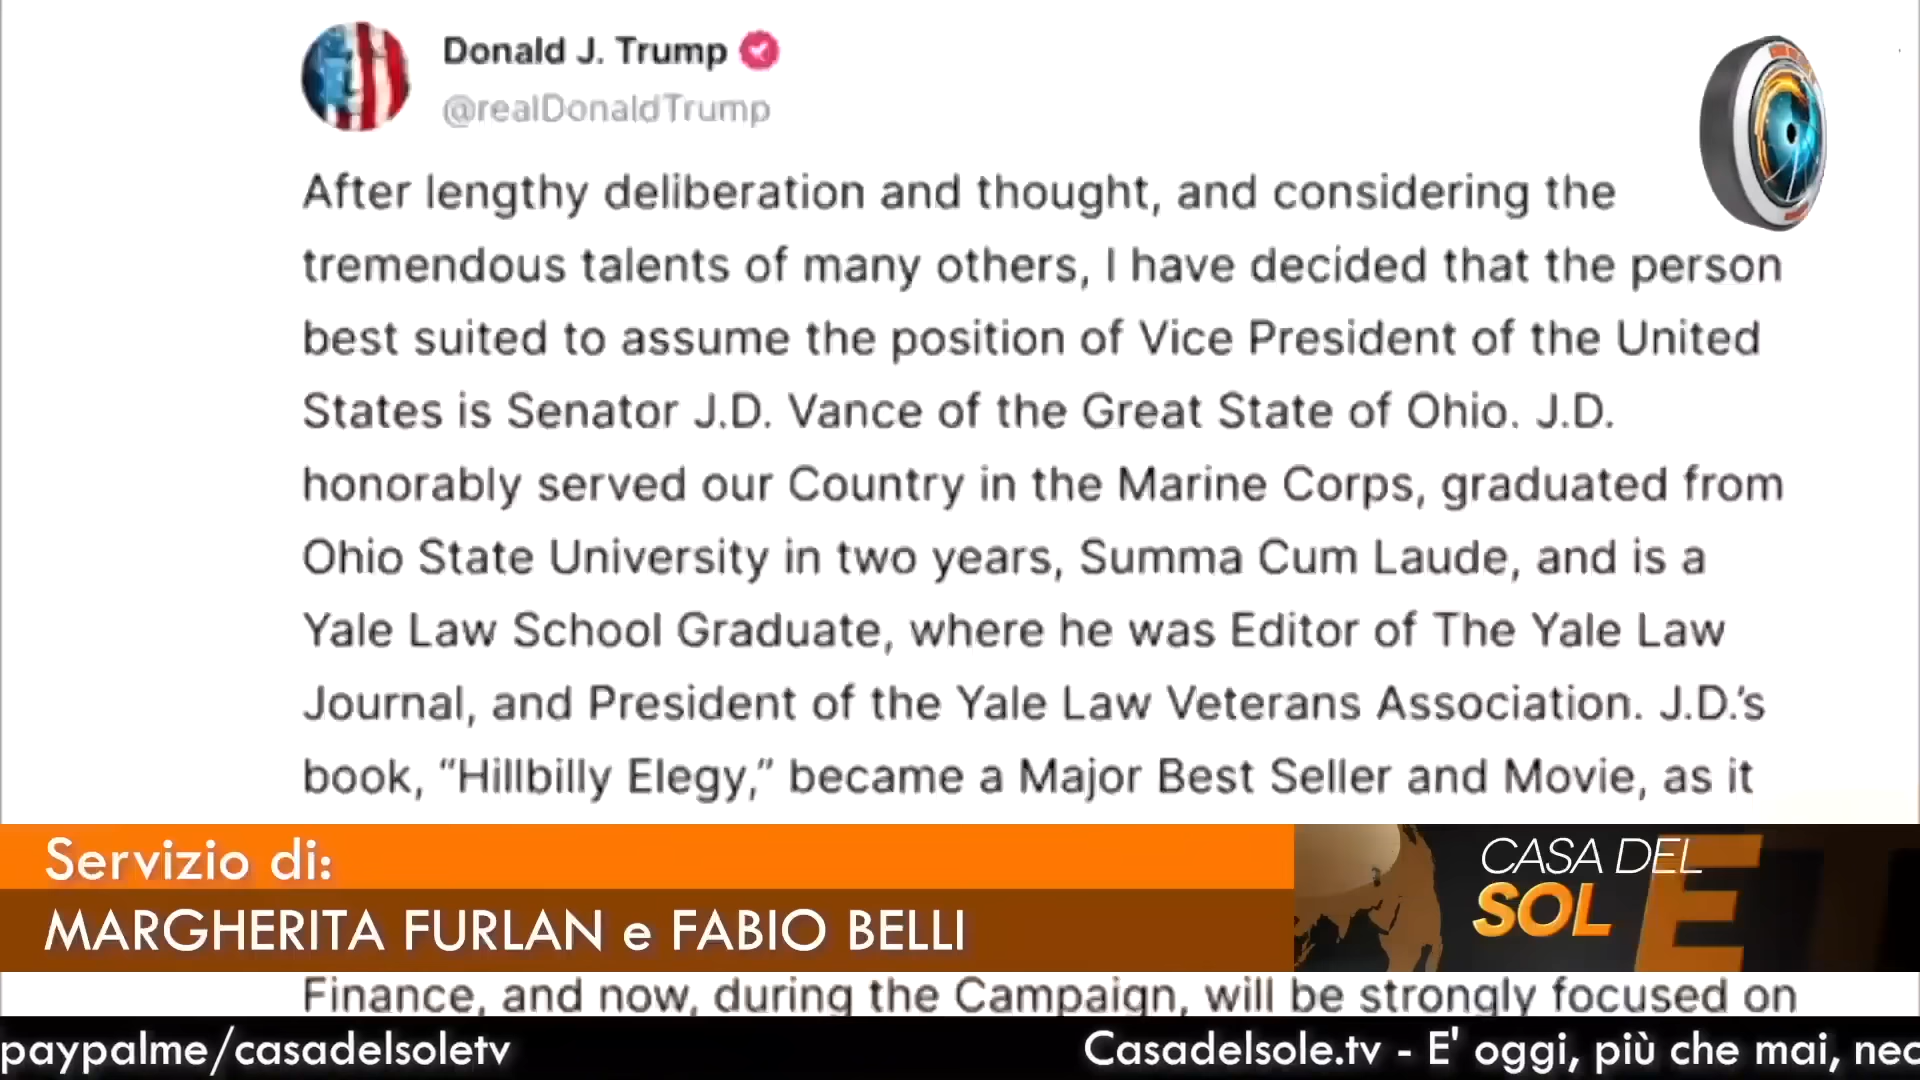 Donald J. Trump
@realDonaldTrump
After lengthy deliberation and thought, and considering the
tremendous talents of many others, I have decided that the person
best suited to assume the position of Vice President of the United
States is Senator J.D. Vance of the Great State of Ohio. J.D.
honorably served our Country in the Marine Corps, graduated from
Ohio State University in two years, Summa Cum Laude, and is a
Yale Law School Graduate, where he was Editor of The Yale Law
Journal, and President of the Yale Law Veterans Association. J.D.’s
book, “Hillbilly Elegy,” became a Major Best Seller and Movie, as it
Servizio di:
MARGHERITA FURLAN e FABIO BELLI
CASA DEL
SOL
E
Finance, and now, during the Campaign, will be strongly focused on
paypalme/casadelsoletv
Casadelsole.tv - E' oggi, più che mai, nec